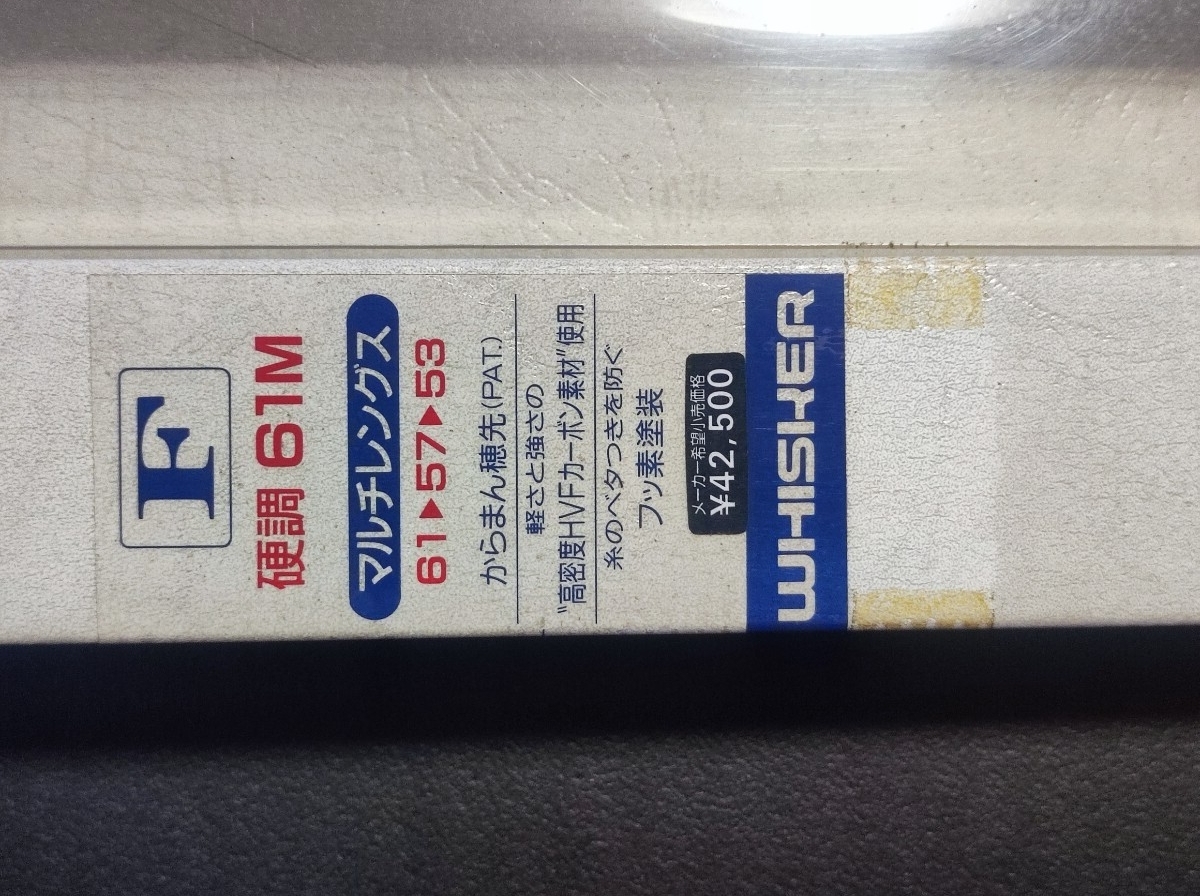 F
硬調 61M
マルチレングス
61▶57▶53
からまん穂先(PAT.)
軽さと強さの
"高密度HVFカーボン素材"使用
糸のベタつきを防ぐ
フッ素塗装
メーカー希望小売価格
¥42,500
WHISKER